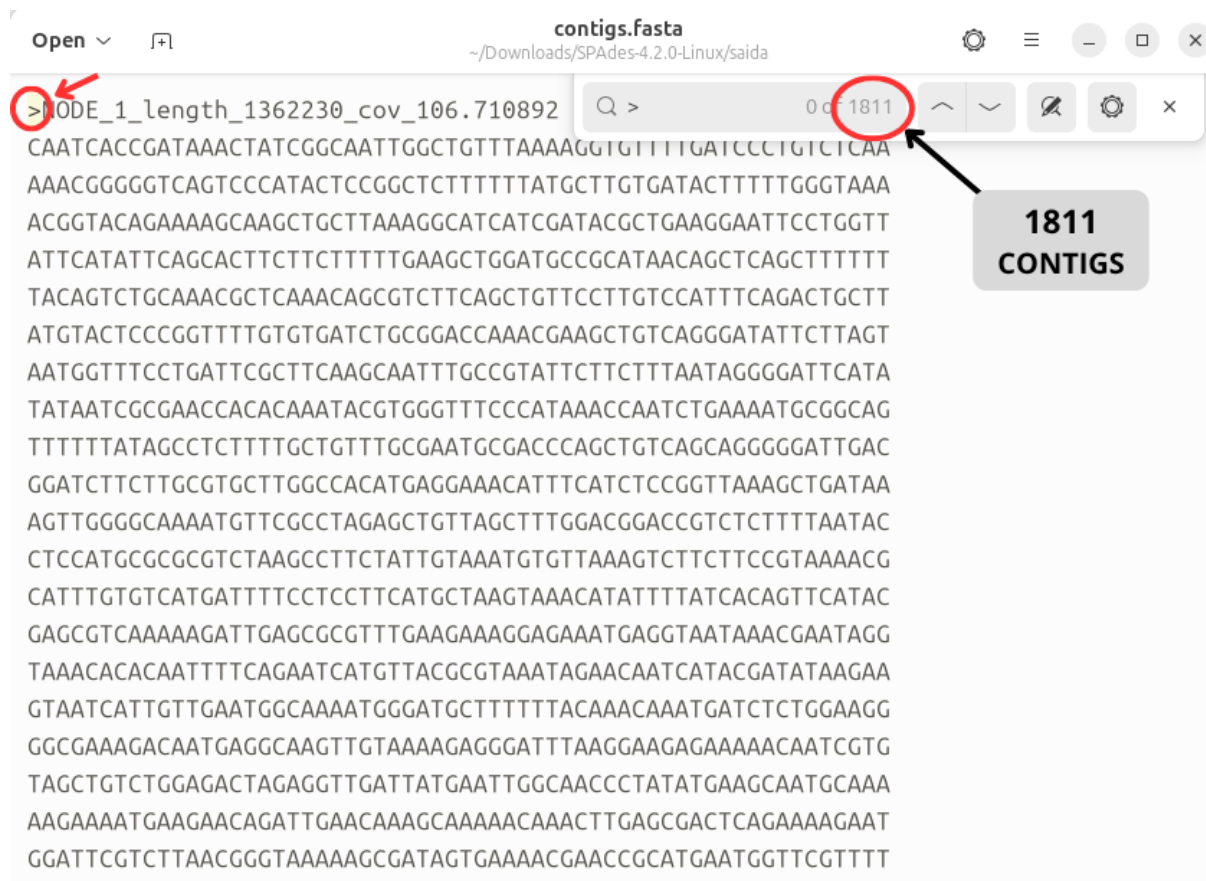 Open
contigs.fasta
~/Downloads/SPAdes-4.2.0-Linux/saida
>NODE_1_length_1362230_cov_106.710892
>
0 of 1811
1811
CONTIGS
CAATCACCGATAAACTATCGGCAATTGGCTGTTTAAAAGGTGTTTTGATCCCTGTCTCAA
AAACGGGGGTCAGTCCCATACTCCGGCTCTTTTTTATGCTTGTGATACTTTTTGGGTAAA
ACGGTACAGAAAAGCAAGCTGCTTAAAGGCATCATCGATACGCTGAAGGAATTCCTGGTT
ATTCATATTCAGCACTTCTTCTTTTTGAAGCTGGATGCCGCATAACAGCTCAGCTTTTTT
TACAGTCTGCAAACGCTCAAACAGCGTCTTCAGCTGTTCCTTGTCCATTTCAGACTGCTT
ATGTACTCCCGGTTTTGTGTGATCTGCGGACCAAACGAAGCTGTCAGGGATATTCTTAGT
AATGGTTTCCTGATTCGCTTCAAGCAATTTGCCGTATTCTTCTTTAATAGGGGATTCATA
TATAATCGCGAACCACACAAATACGTGGGTTTCCCATAAACCAATCTGAAAATGCGGCAG
TTTTTTATAGCCTCTTTTGCTGTTTGCGAATGCGACCCAGCTGTCAGCAGGGGGATTGAC
GGATCTTCTTGCGTGCTTGGCCACATGAGGAAACATTTCATCTCCGGTTAAAGCTGATAA
AGTTGGGGCAAAATGTTCGCCTAGAGCTGTTAGCTTTGGACGGACCGTCTCTTTTAATAC
CTCCATGCGCGCGTCTAAGCCTTCTATTGTAAATGTGTTAAAGTCTTCTTCCGTAAAACG
CATTTGTGTCATGATTTTCCTCCTTCATGCTAAGTAAACATATTTTATCACAGTTCATAC
GAGCGTCAAAAAGATTGAGCGCGTTTGAAGAAAGGAGAAATGAGGTAATAAACGAATAGG
TAAACACACAATTTTCAGAATCATGTTACGCGTAAATAGAACAATCATACGATATAAGAA
GTAATCATTGTTGAATGGCAAAATGGGATGCTTTTTTACAAACAAATGATCTCTGGAAGG
GGCGAAAGACAATGAGGCAAGTTGTAAAAGAGGGATTTAAGGAAGAGAAAAACAATCGTG
TAGCTGTCTGGAGACTAGAGGTTGATTATGAATTGGCAACCCTATATGAAGCAATGCAAA
AAGAAAATGAAGAACAGATTGAACAAAGCAAAAACAAACTTGAGCGACTCAGAAAAGAAT
GGATTCGTCTTAACGGGTAAAAAGCGATAGTGAAAACGAACCGCATGAATGGTTCGTTTT